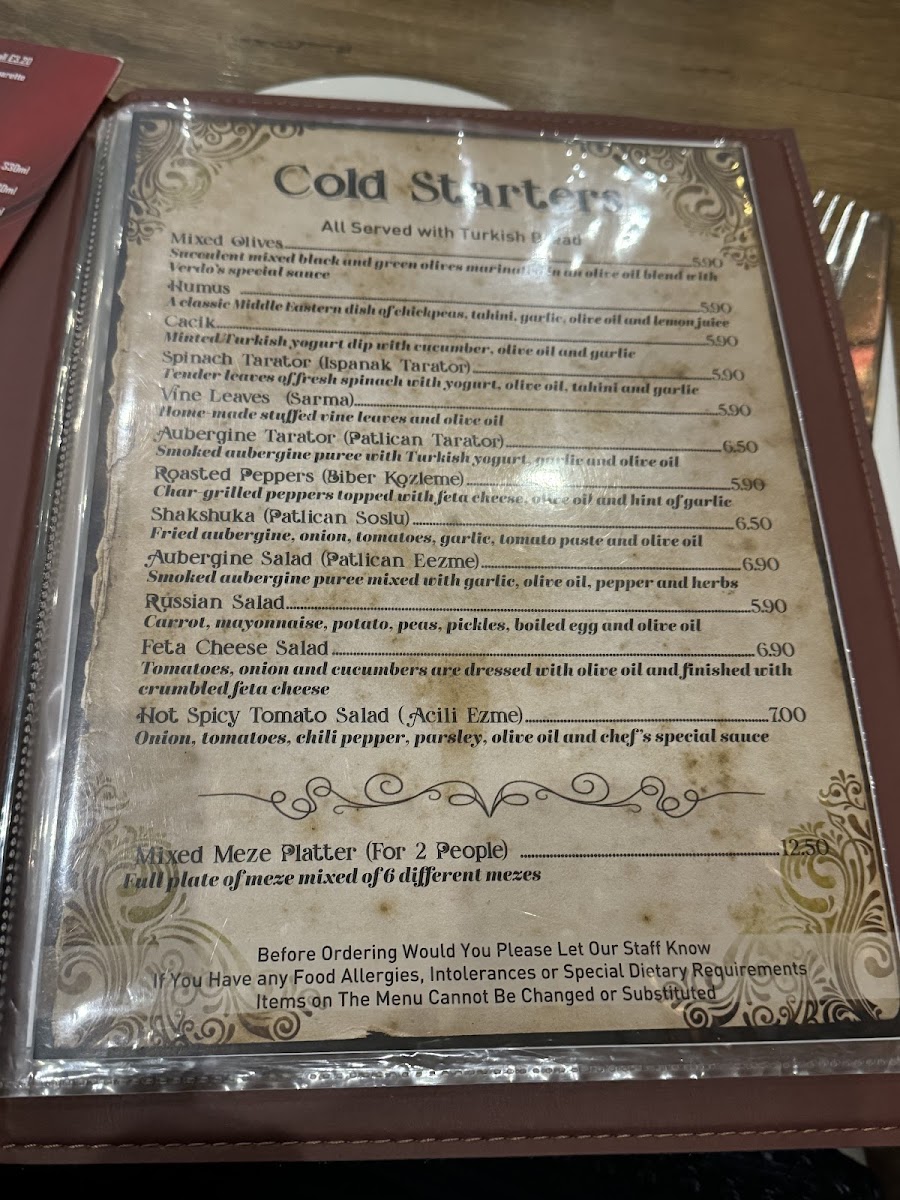 £3.20
330ml
Cold Starters
All Served with Turkish Bread
Mixed Olives 5.90
Succulent mixed black and green olives marinated in an olive oil blend with
Verda's special sauce
Humus 5.90
A classic Middle Eastern dish of chickpeas, tahini, garlic, olive oil and lemon juice
Cacik 5.90
Minted Turkish yogurt dip with cucumber, olive oil and garlic
Spinach Tarator (Ispanak Tarator) 5.90
Tender leaves of fresh spinach with yogurt, olive oil, tahini and garlic
Vine Leaves (Sarma) 5.90
Home-made stuffed vine leaves and olive oil
Aubergine Tarator (Patlican Tarator) 6.50
Smoked aubergine puree with Turkish yogurt, garlic and olive oil
Roasted Peppers (Biber Kozleme) 5.90
Char-grilled peppers topped with feta cheese, olive oil and hint of garlic
Shakshuka (Patlican Soslu) 6.50
Fried aubergine, onion, tomatoes, garlic, tomato paste and olive oil
Aubergine Salad (Patlican Eezme) 6.90
Smoked aubergine puree mixed with garlic, olive oil, pepper and herbs
Russian Salad 5.90
Carrot, mayonnaise, potato, peas, pickles, boiled egg and olive oil
Feta Cheese Salad 6.90
Tomatoes, onion and cucumbers are dressed with olive oil and finished with
crumbled feta cheese
Hot Spicy Tomato Salad (Acili Ezme) 7.00
Onion, tomatoes, chili pepper, parsley, olive oil and chef's special sauce
Mixed Meze Platter (For 2 People) 12.50
Full plate of meze mixed of 6 different mezes
Before Ordering Would You Please Let Our Staff Know
If You Have any Food Allergies, Intolerances or Special Dietary Requirements
Items on The Menu Cannot Be Changed or Substituted